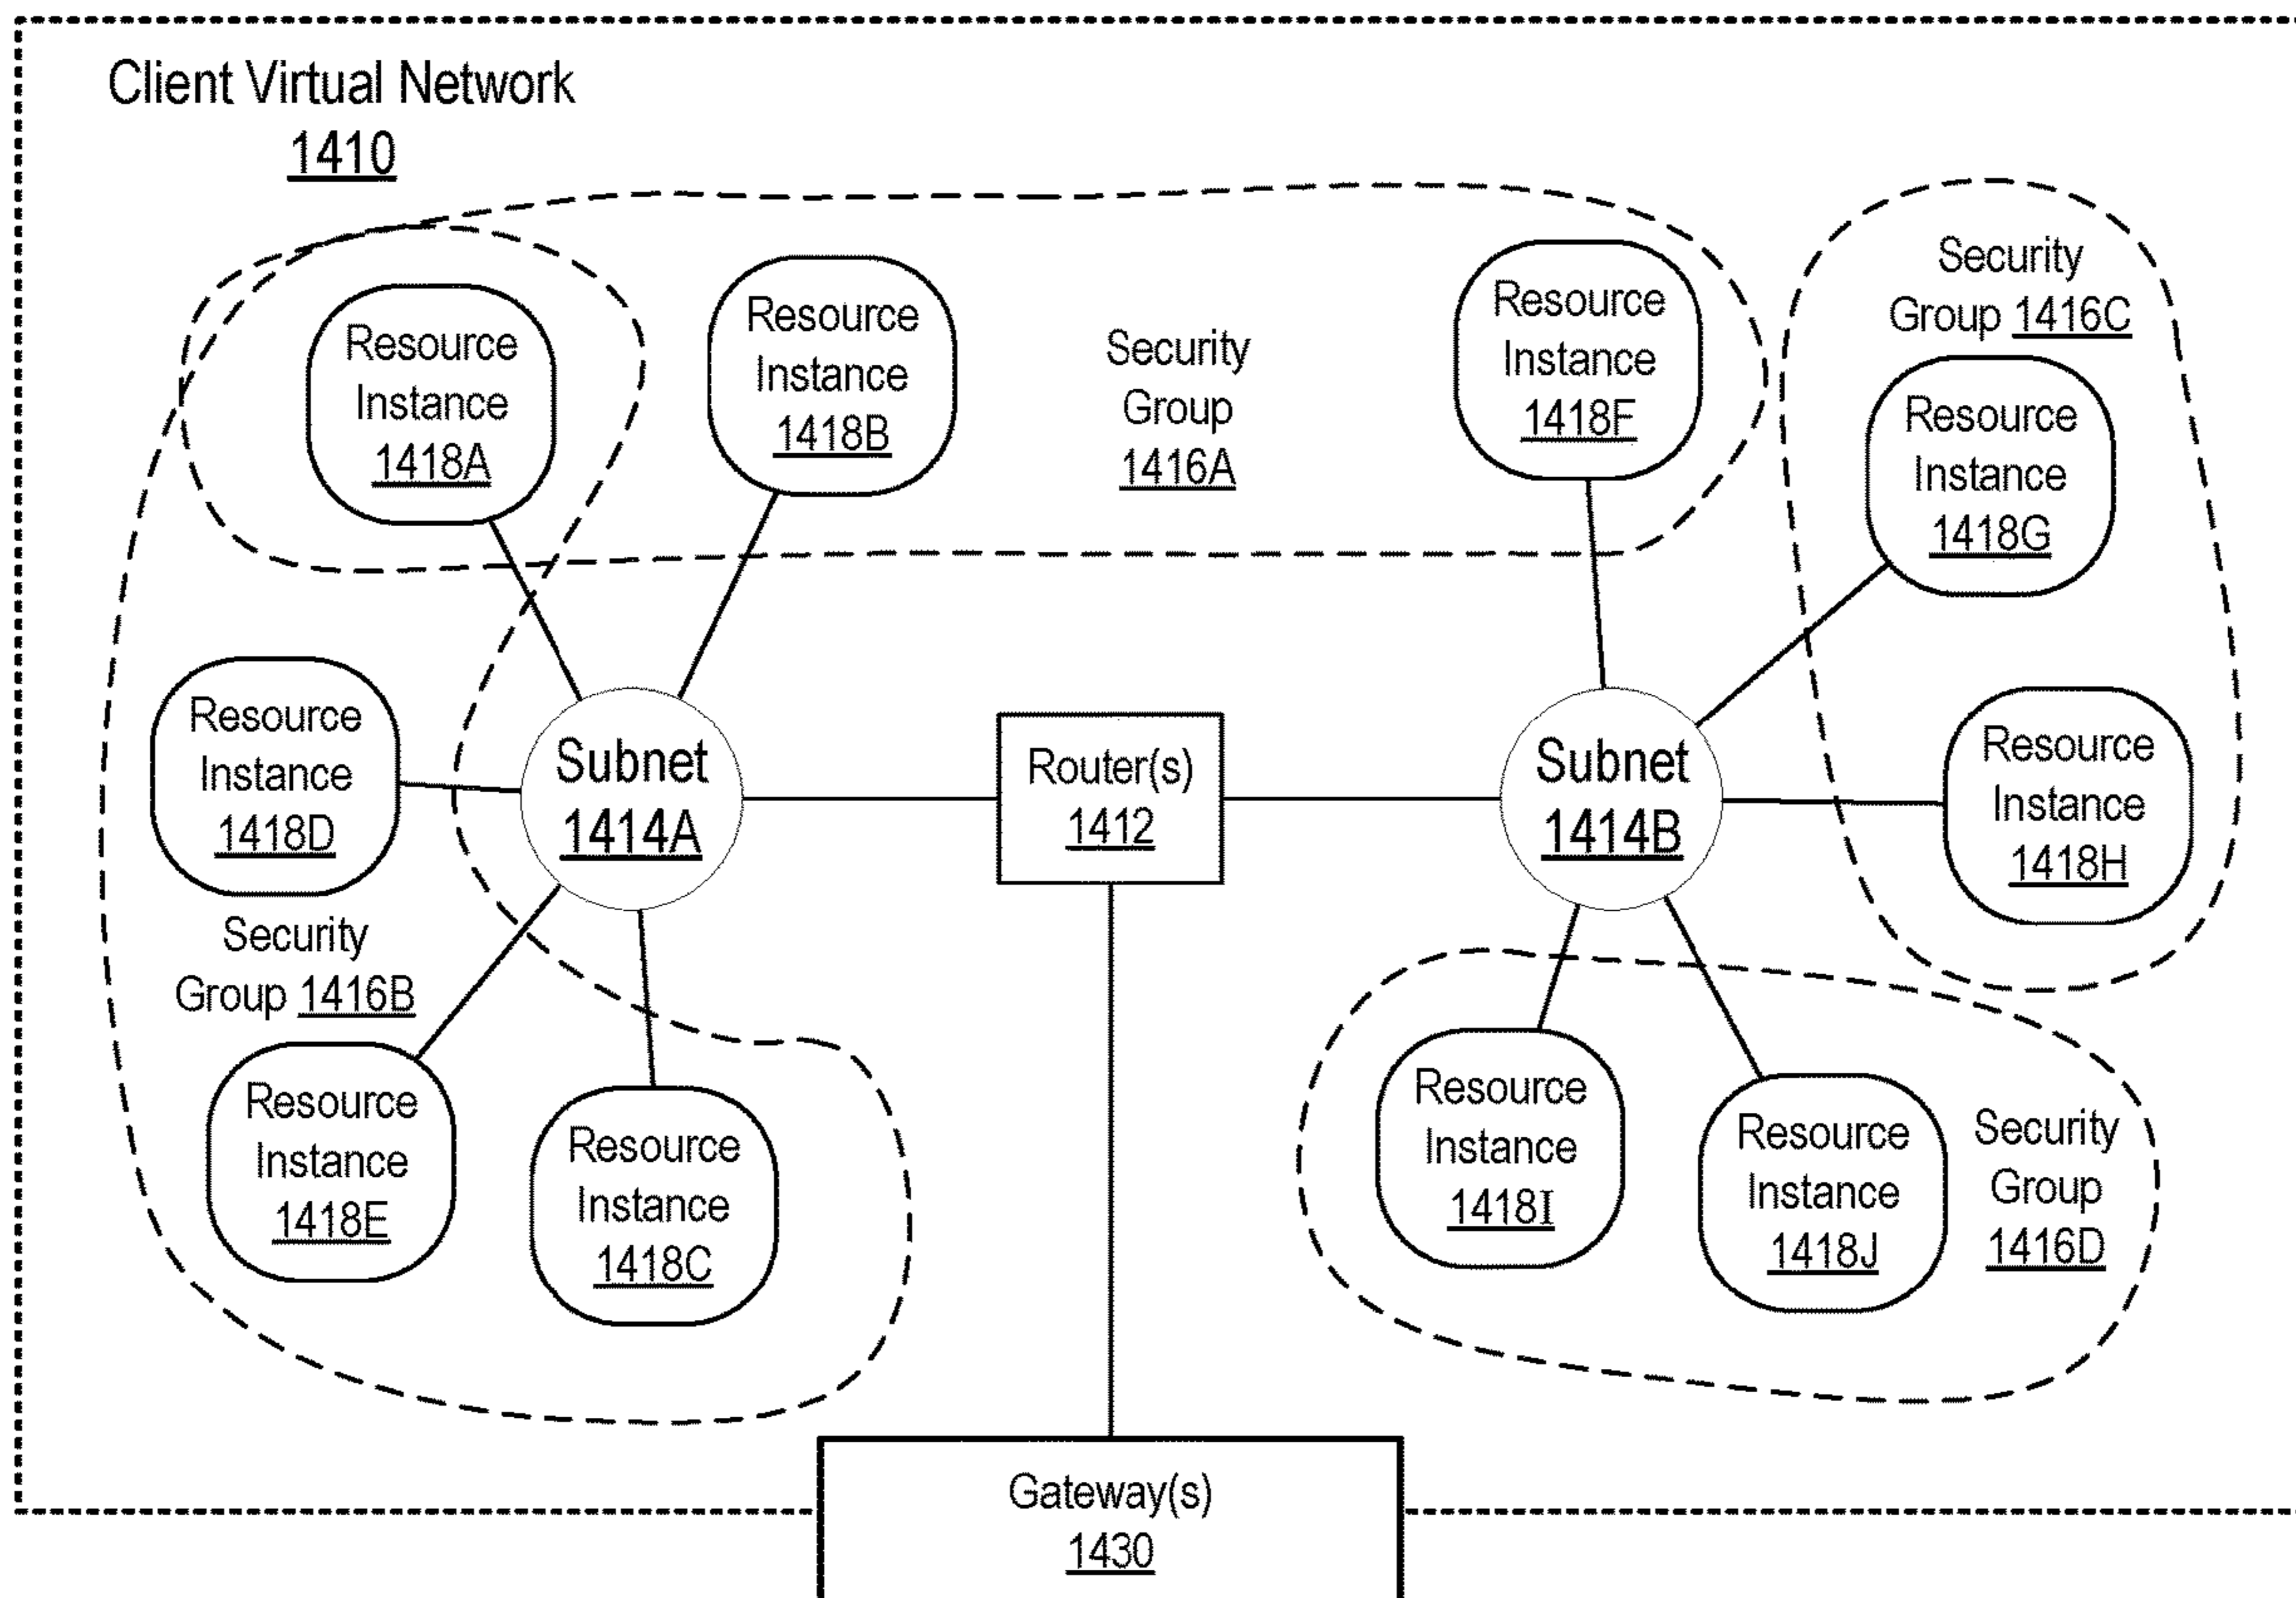 Client Virtual Network
1410
Resource
Instance
1418A
Resource
Instance
1418B
Security
Group
1416A
Resource
Instance
1418F
Security
Group 1416C
Resource
Instance
1418G
Resource
Instance
1418D
Subnet
1414A
Router(s)
1412
Subnet
1414B
Resource
Instance
1418H
Security
Group 1416B
Resource
Instance
1418E
Resource
Instance
1418C
Resource
Instance
1418I
Resource
Instance
1418J
Security
Group
1416D
Gateway(s)
1430